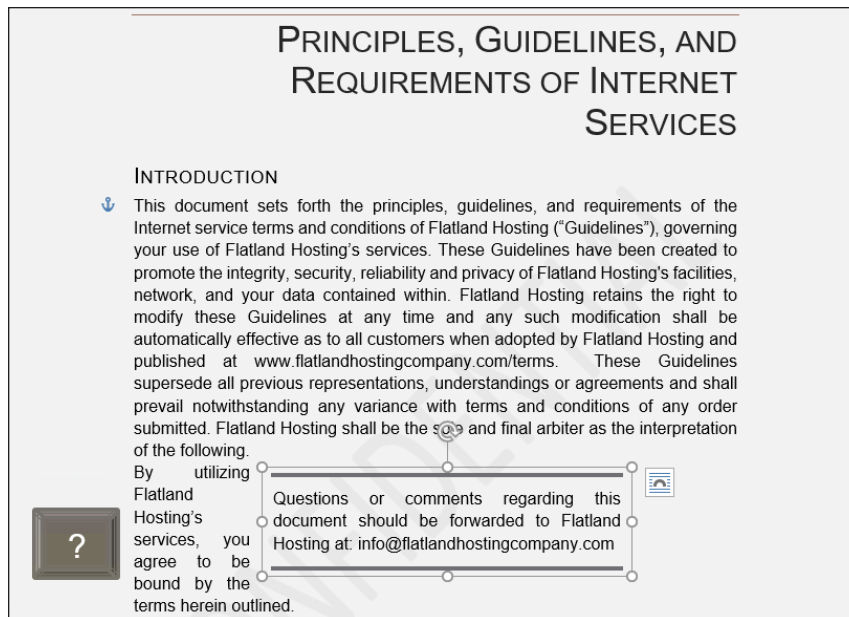 PRINCIPLES, GUIDELINES, AND
REQUIREMENTS OF INTERNET
SERVICES
INTRODUCTION
This document sets forth the principles, guidelines, and requirements of the
Internet service terms and conditions of Flatland Hosting (“Guidelines”), governing
your use of Flatland Hosting’s services. These Guidelines have been created to
promote the integrity, security, reliability and privacy of Flatland Hosting's facilities,
network, and your data contained within. Flatland Hosting retains the right to
modify these Guidelines at any time and any such modification shall be
automatically effective as to all customers when adopted by Flatland Hosting and
published at www.flatlandhostingcompany.com/terms. These Guidelines
supersede all previous representations, understandings or agreements and shall
prevail notwithstanding any variance with terms and conditions of any order
submitted. Flatland Hosting shall be the sole and final arbiter as the interpretation
of the following.
By utilizing
Flatland
Hosting’s
services, you
agree to be
bound by the
terms herein outlined.
Questions or comments regarding this
document should be forwarded to Flatland
Hosting at: info@flatlandhostingcompany.com
?
CONFIDENTIAL